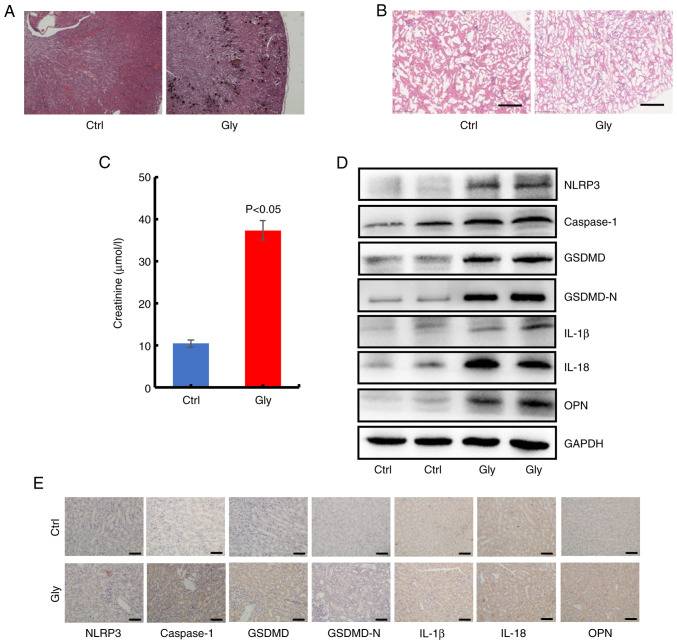 A
B
Ctrl
Gly
Ctrl
Gly
C
D
50
40
30
20
10
0
Creatinine (μmol/l)
P<0.05
Ctrl
Gly
NLRP3
Caspase-1
GSDMD
GSDMD-N
IL-1β
IL-18
OPN
GAPDH
Ctrl
Ctrl
Gly
Gly
E
Ctrl
Gly
NLRP3
Caspase-1
GSDMD
GSDMD-N
IL-1β
IL-18
OPN